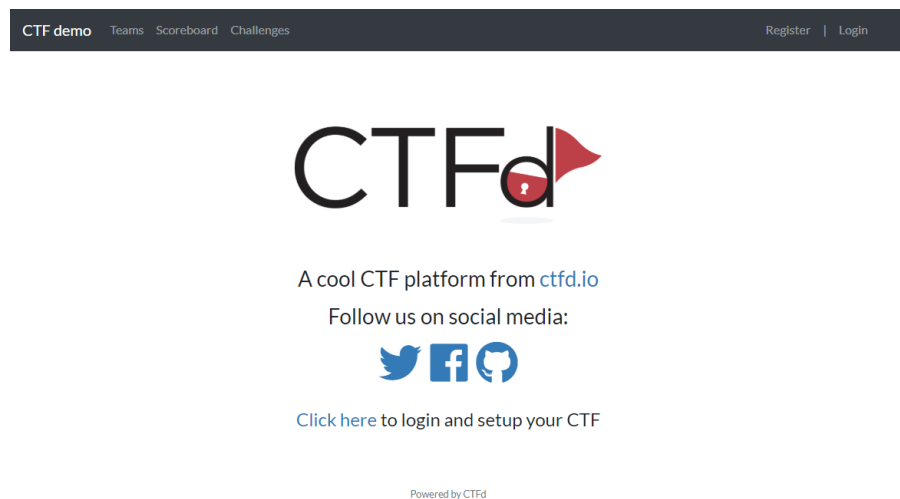 CTF demo Teams Scoreboard Challenges Register | Login
CTFd
A cool CTF platform from ctfd.io
Follow us on social media:
Click here to login and setup your CTF
Powered by CTFd